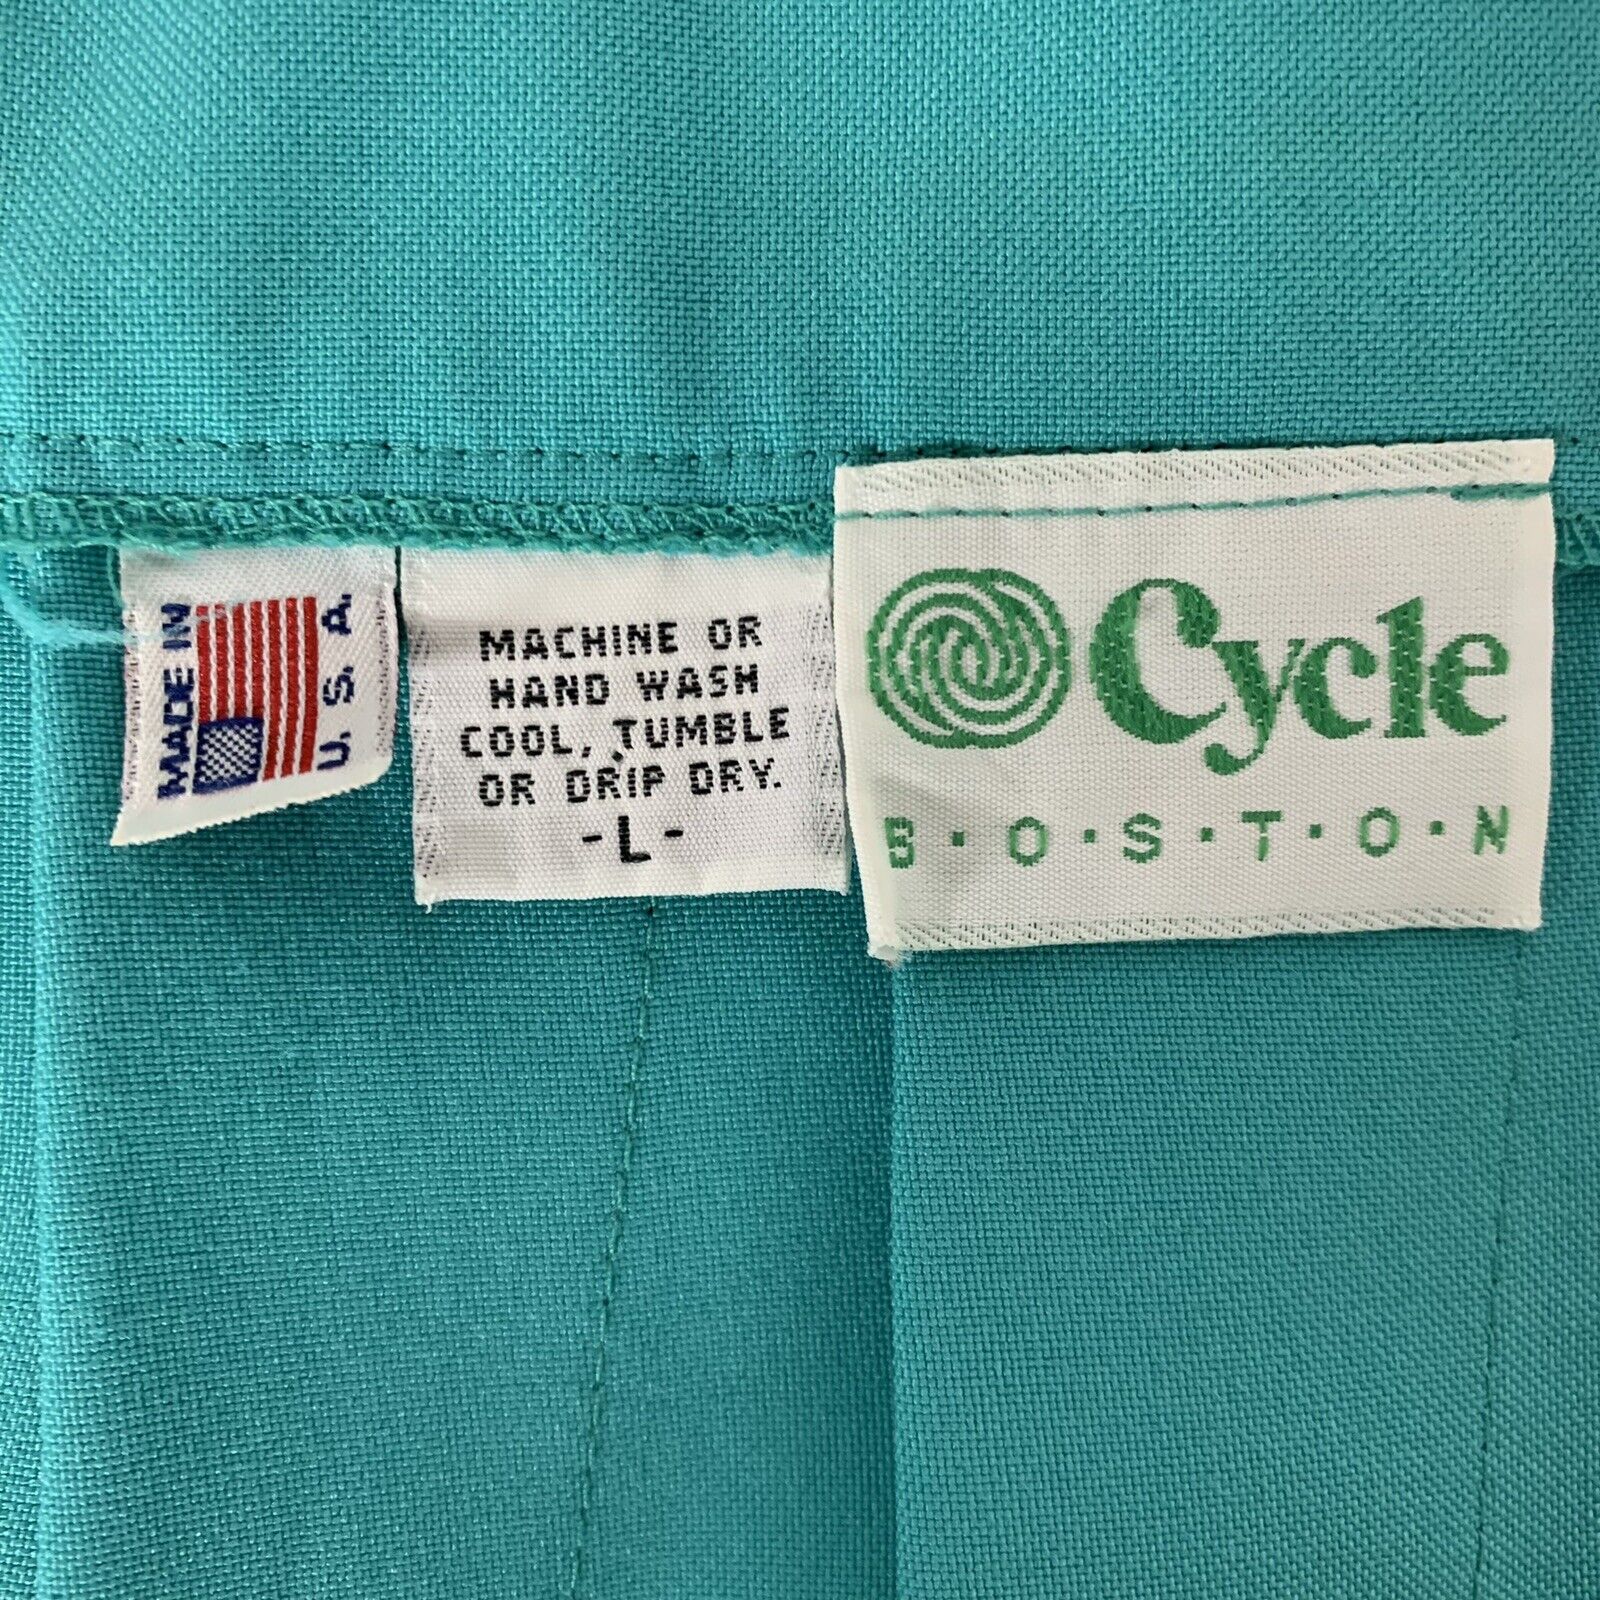 MADE IN
U.S.A.
MACHINE OR
HAND WASH
COOL, TUMBLE
OR DRIP DRY.
-L-
Cycle
B·O·S·T·O·N